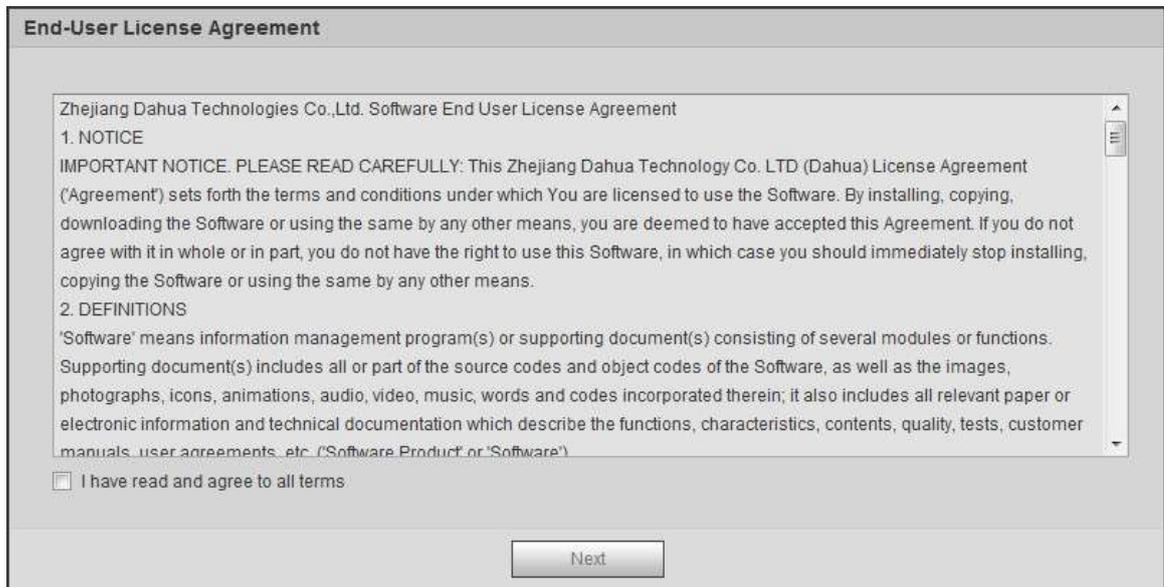 End-User License Agreement
Zhejiang Dahua Technologies Co.,Ltd. Software End User License Agreement
1. NOTICE
IMPORTANT NOTICE. PLEASE READ CAREFULLY: This Zhejiang Dahua Technology Co. LTD (Dahua) License Agreement
('Agreement') sets forth the terms and conditions under which You are licensed to use the Software. By installing, copying,
downloading the Software or using the same by any other means, you are deemed to have accepted this Agreement. If you do not
agree with it in whole or in part, you do not have the right to use this Software, in which case you should immediately stop installing,
copying the Software or using the same by any other means.
2. DEFINITIONS
'Software' means information management program(s) or supporting document(s) consisting of several modules or functions.
Supporting document(s) includes all or part of the source codes and object codes of the Software, as well as the images,
photographs, icons, animations, audio, video, music, words and codes incorporated therein; it also includes all relevant paper or
electronic information and technical documentation which describe the functions, characteristics, contents, quality, tests, customer
manuals, user agreements, etc. ('Software Product' or 'Software')
I have read and agree to all terms
Next